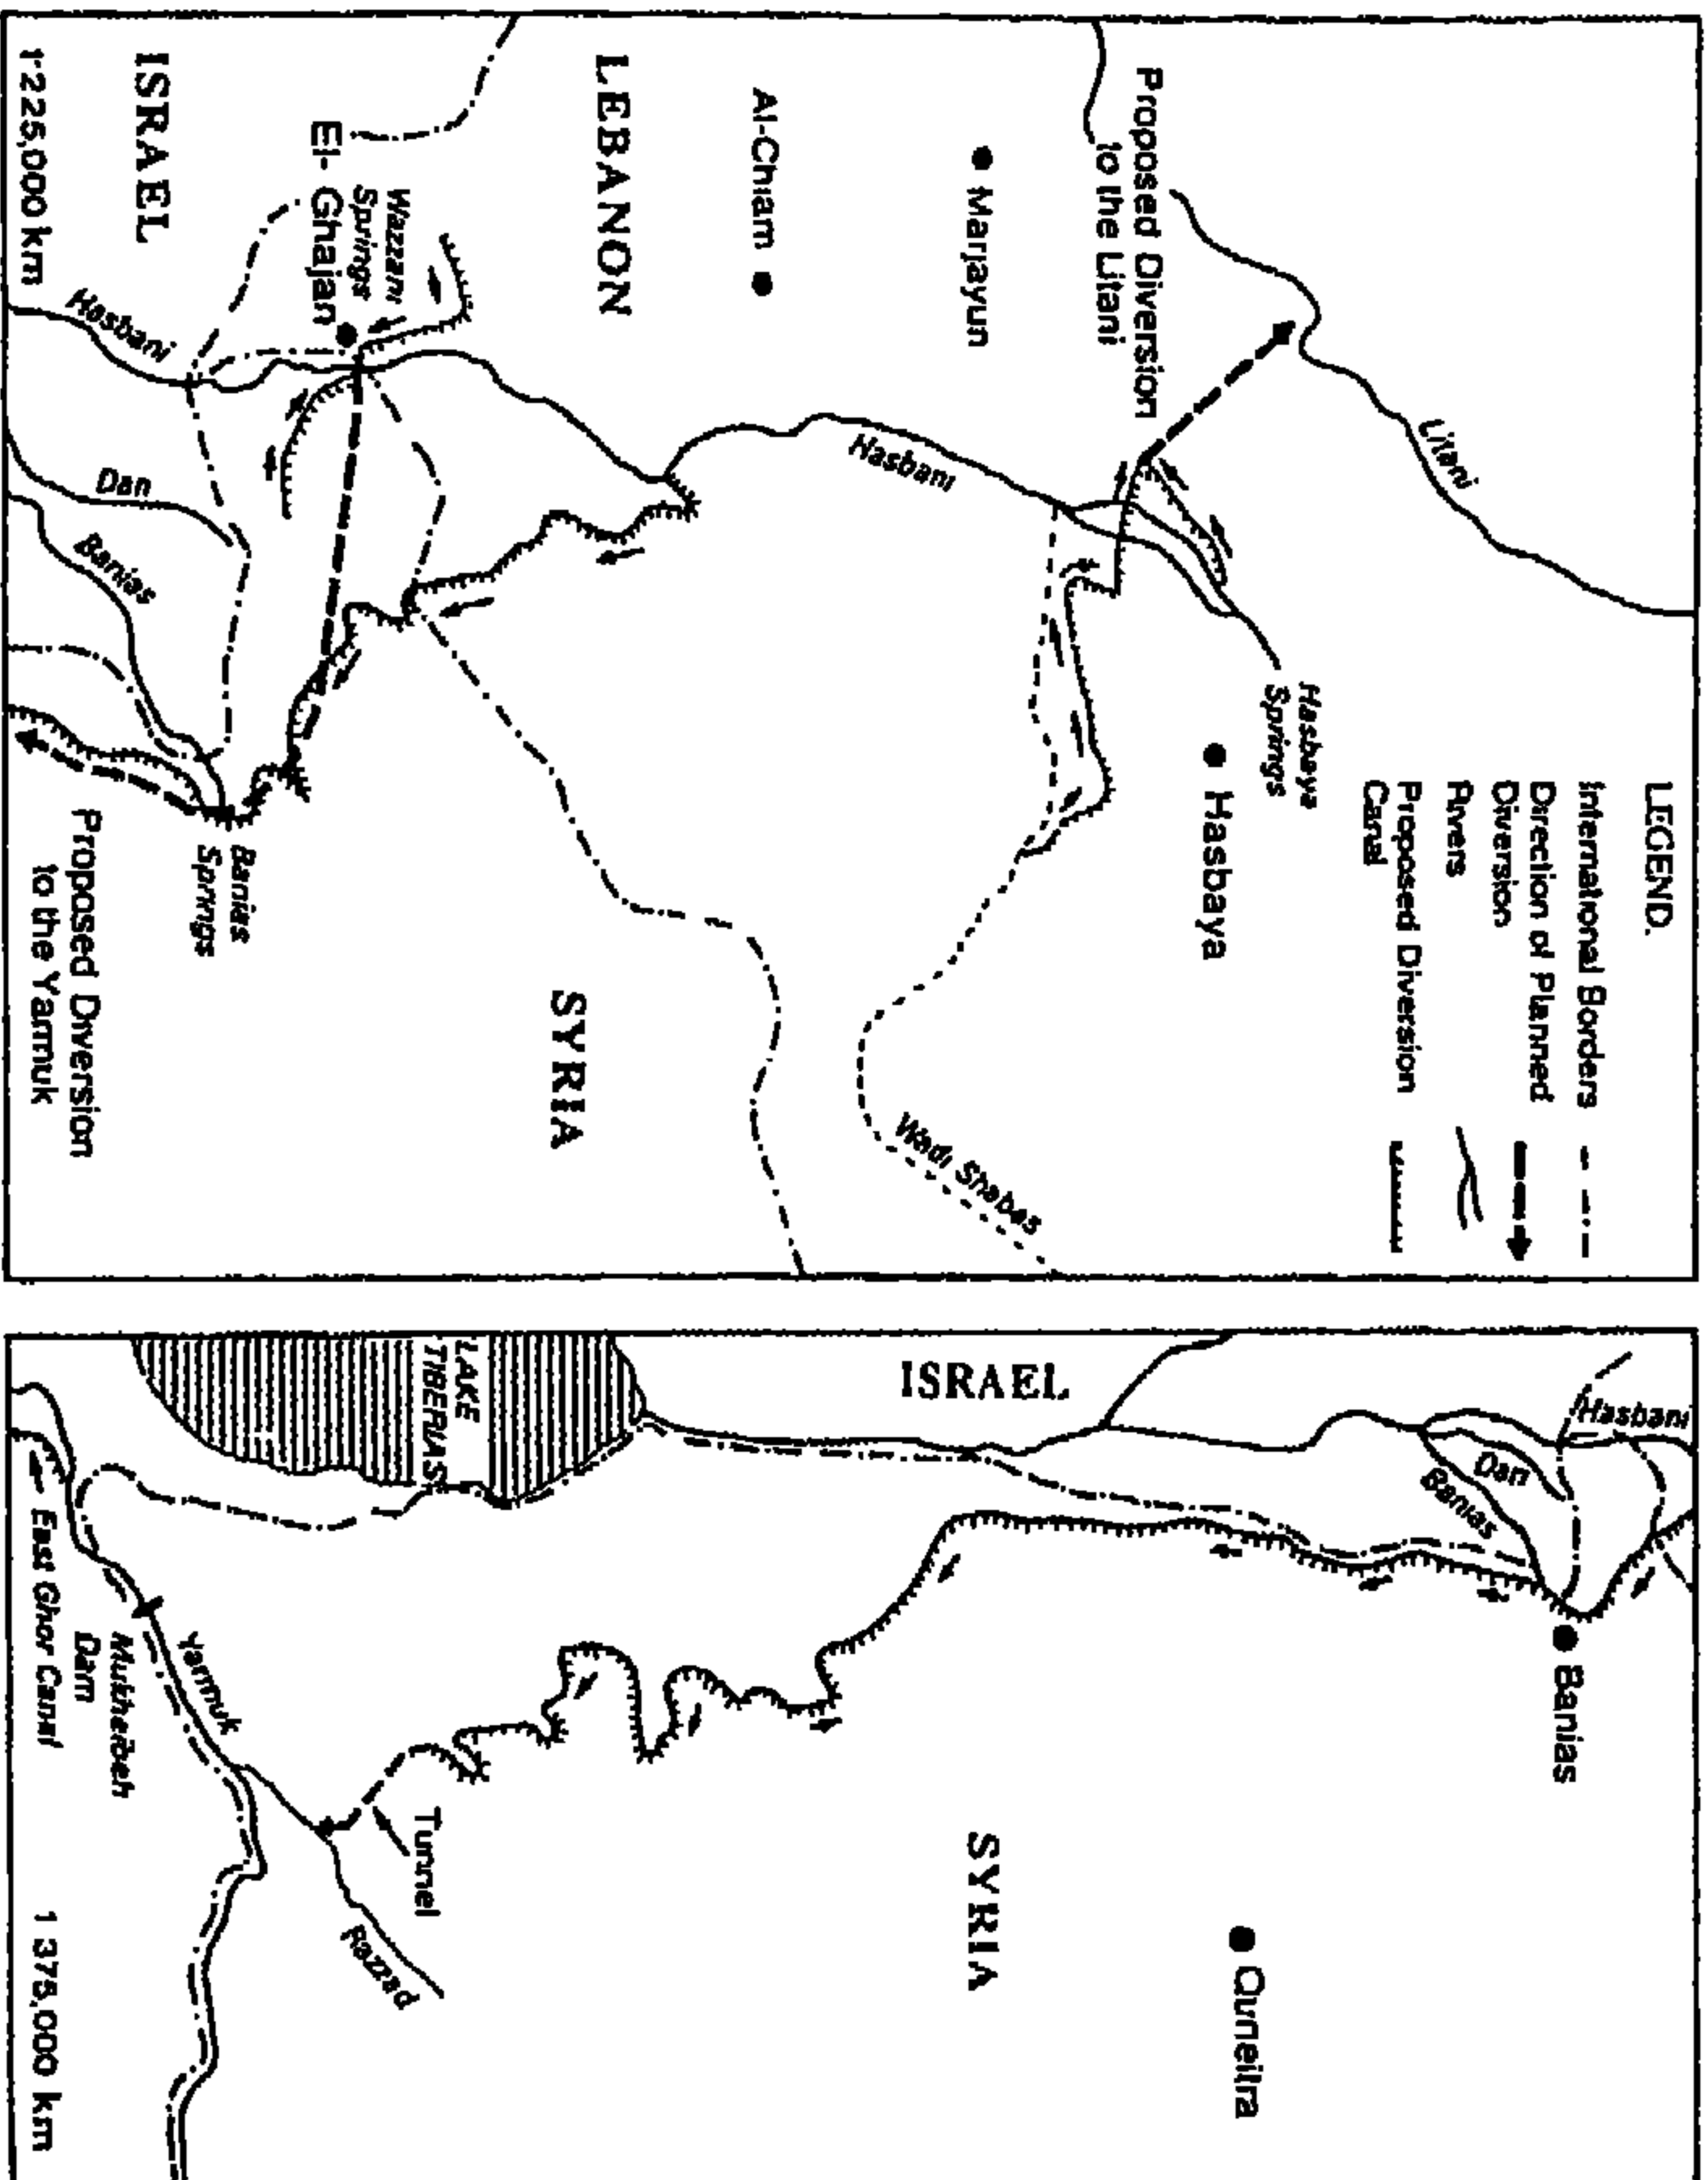 LEGEND.
International Borders
Direction of Planned
Diversion
Rivers
Proposed Diversion
Canal
Litani
Hasbaya
Springs
Hasbaya
Proposed Diversion
to the Litani
Marjayun
Hasbani
Wadi Shabas
Al-Chiam
LEBANON
SYRIA
Wazzani
Springs
El-Ghajan
Banias
Springs
ISRAEL
Hasbani
Dan
Banias
Proposed Diversion
to the Yarmuk
1·225,000 km
Hasbani
Dan
Banias
Banias
ISRAEL
Quneitra
SYRIA
LAKE
TIBERIAS
Tunnel
Razzad
Yarmuk
Mukheibeh
Dam
East Ghor Canal
1 375,000 km